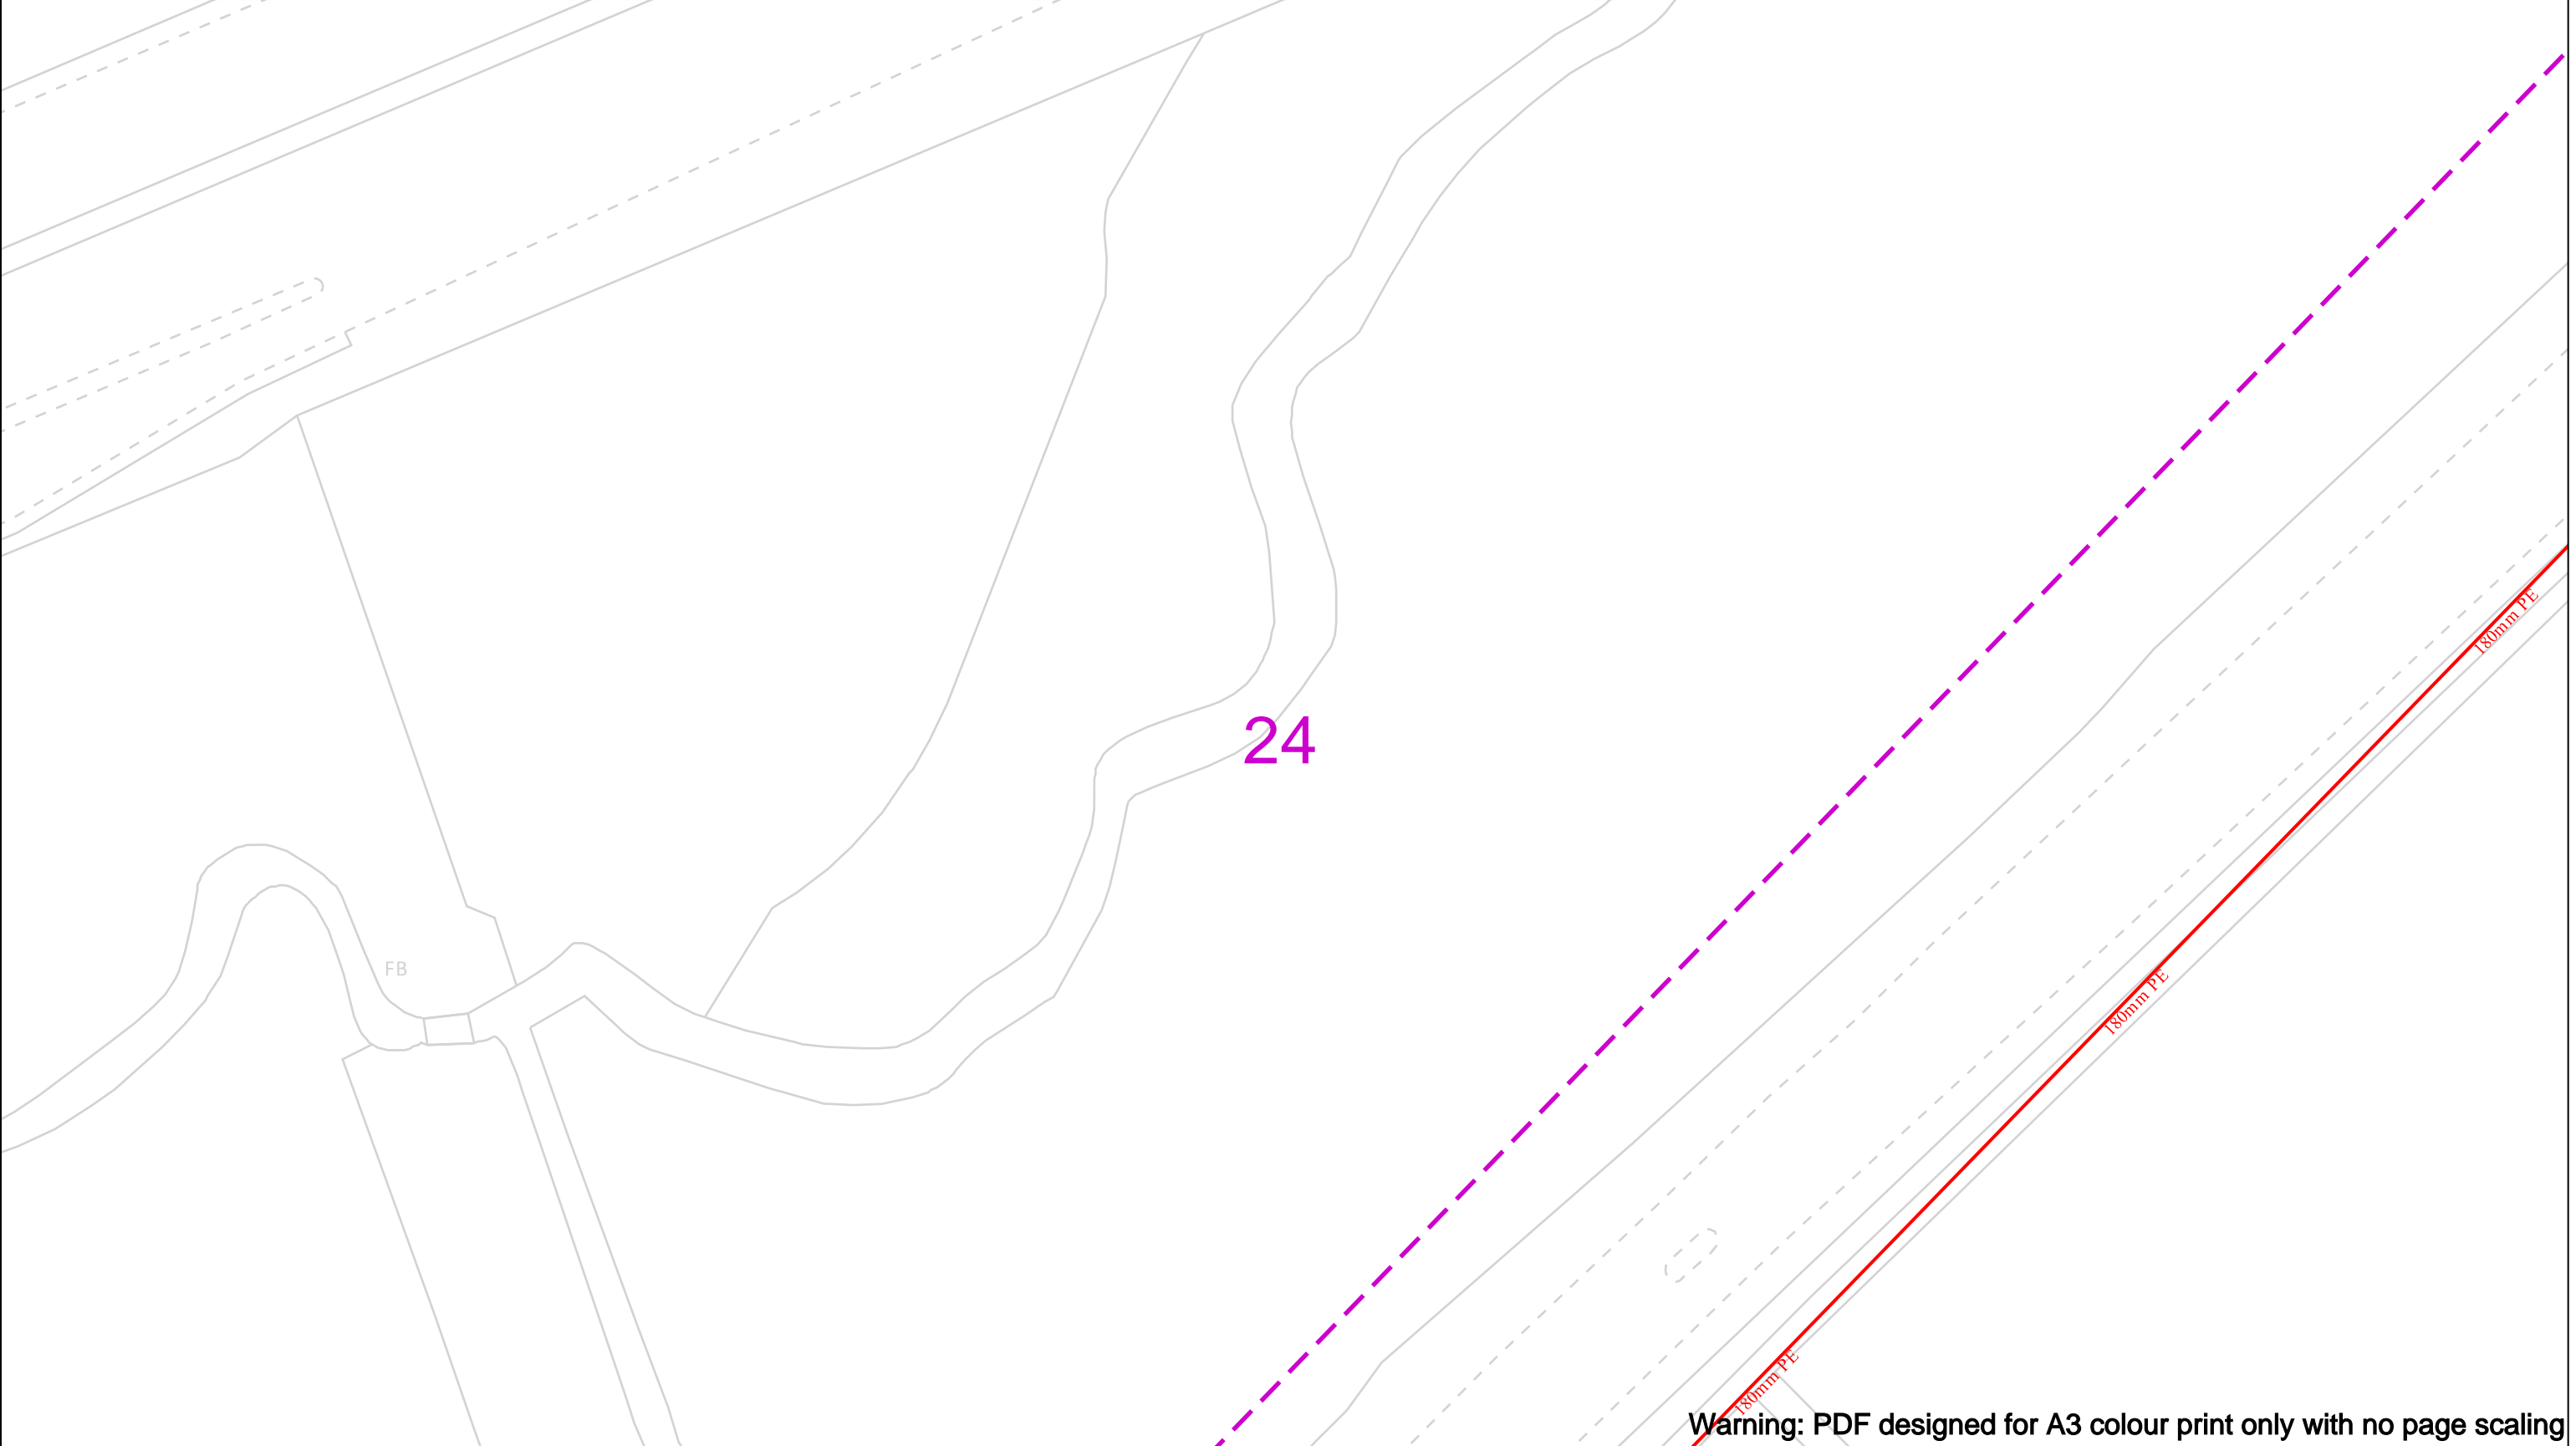 180mm PE
24
FB
180mm PE
180mm PE
Warning: PDF designed for A3 colour print only with no page scaling